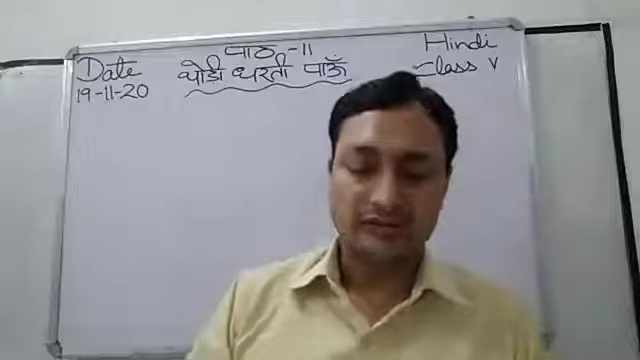 पाठ -11
Hindi
Date
थोड़ी धरती पाऊँ
Class V
19-11-20